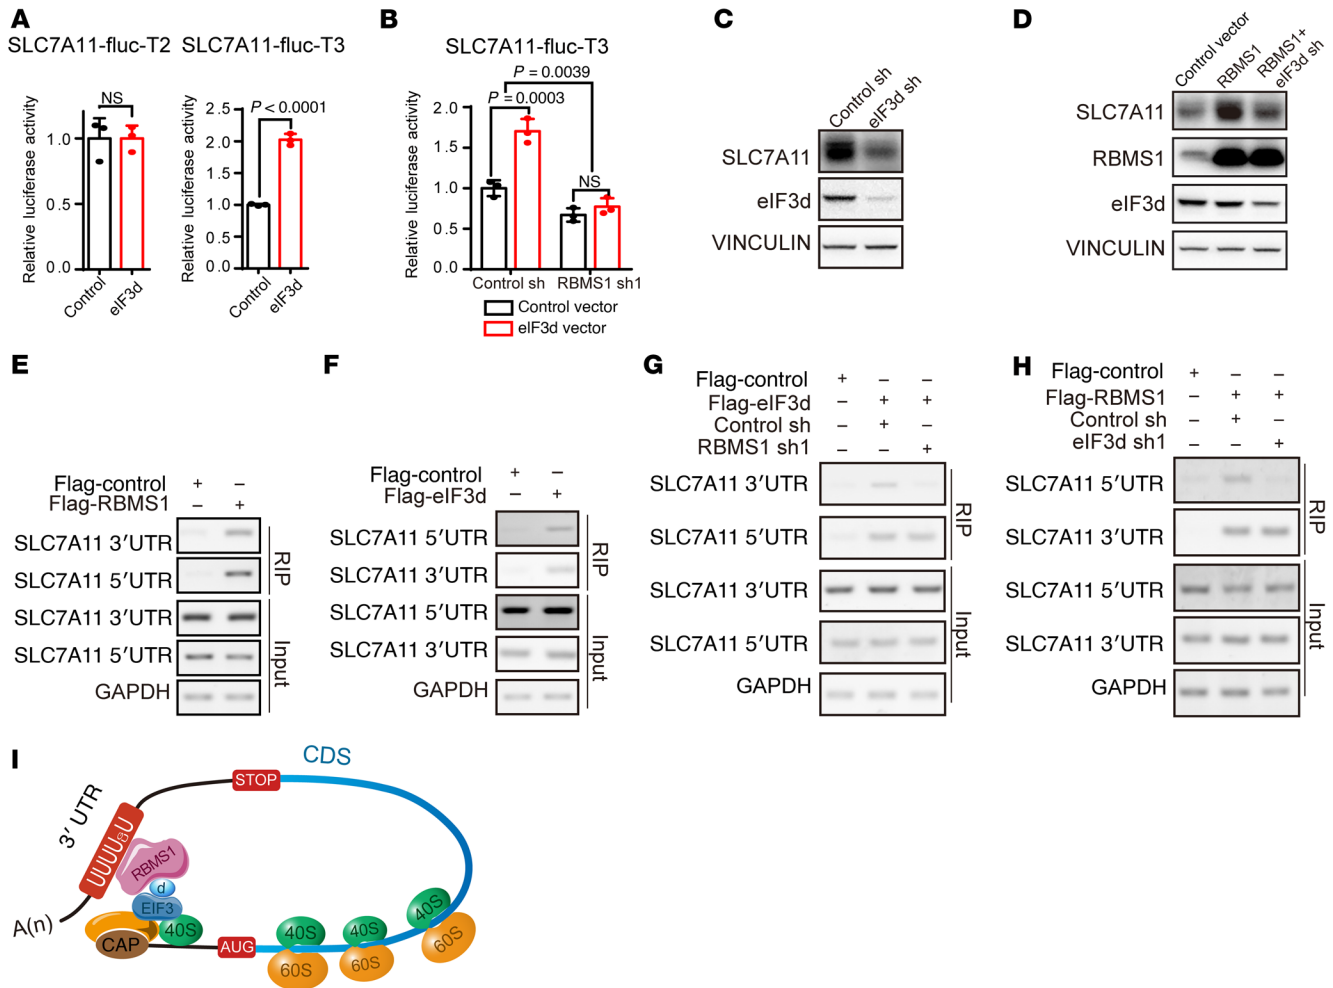 A
SLC7A11-fluc-T2
SLC7A11-fluc-T3
Relative luciferase activity
1.0
0.5
0.0
NS
Control
eIF3d
Relative luciferase activity
2.5
2.0
1.5
1.0
0.5
0.0
P < 0.0001
Control
eIF3d
B
SLC7A11-fluc-T3
P = 0.0039
P = 0.0003
NS
Relative luciferase activity
2.0
1.5
1.0
0.5
0.0
Control sh
RBMS1 sh1
Control vector
eIF3d vector
C
Control sh
eIF3d sh
SLC7A11
eIF3d
VINCULIN
D
Control vector
RBMS1
RBMS1+
eIF3d sh
SLC7A11
RBMS1
eIF3d
VINCULIN
E
Flag-control + –
Flag-RBMS1 – +
SLC7A11 3′UTR
SLC7A11 5′UTR
RIP
SLC7A11 3′UTR
SLC7A11 5′UTR
GAPDH
Input
F
Flag-control + –
Flag-eIF3d – +
SLC7A11 5′UTR
SLC7A11 3′UTR
RIP
SLC7A11 5′UTR
SLC7A11 3′UTR
GAPDH
Input
G
Flag-control + – –
Flag-eIF3d – + +
Control sh – + –
RBMS1 sh1 – – +
SLC7A11 3′UTR
SLC7A11 5′UTR
RIP
SLC7A11 3′UTR
SLC7A11 5′UTR
GAPDH
Input
H
Flag-control + – –
Flag-RBMS1 – + +
Control sh – + –
eIF3d sh1 – – +
SLC7A11 5′UTR
SLC7A11 3′UTR
RIP
SLC7A11 5′UTR
SLC7A11 3′UTR
GAPDH
Input
I
CDS
STOP
3′ UTR
RBMS1
d
EIF3
A(n)
CAP
40S
AUG
40S
60S
40S
60S
40S
60S